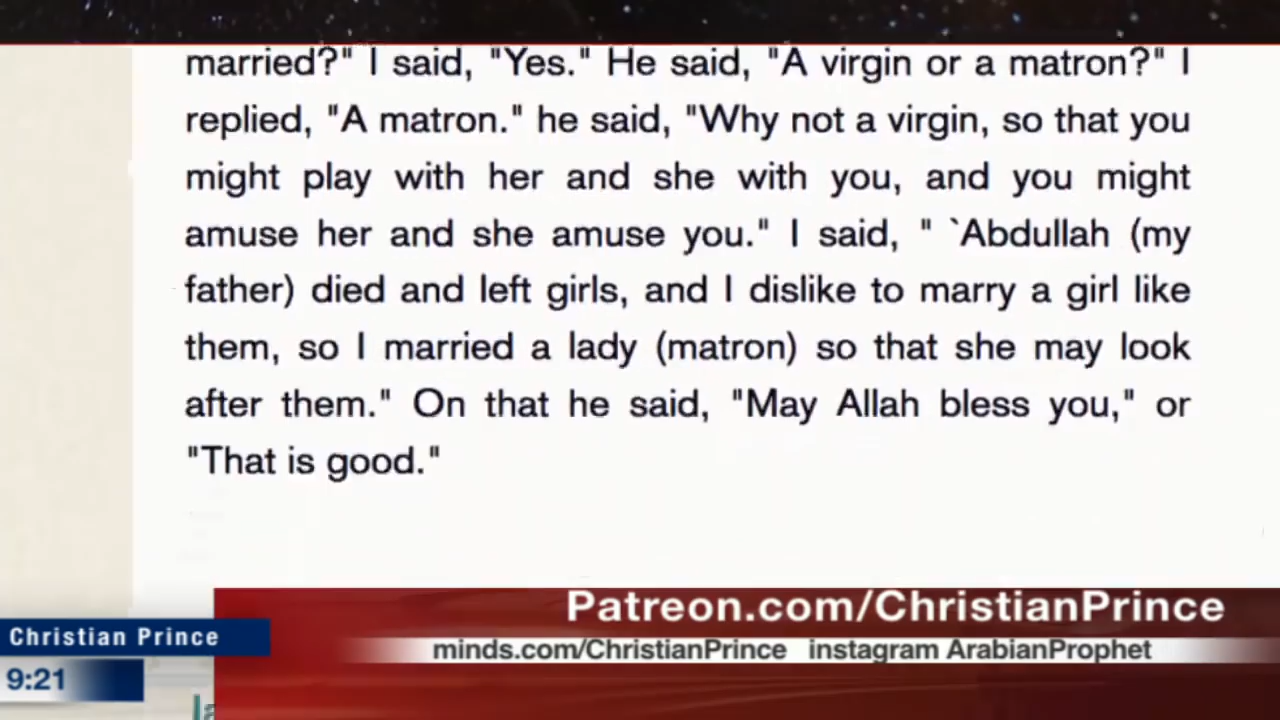 married?" I said, "Yes." He said, "A virgin or a matron?" I
replied, "A matron." he said, "Why not a virgin, so that you
might play with her and she with you, and you might
amuse her and she amuse you." I said, " `Abdullah (my
father) died and left girls, and I dislike to marry a girl like
them, so I married a lady (matron) so that she may look
after them." On that he said, "May Allah bless you," or
"That is good."
Patreon.com/ChristianPrince
Christian Prince
minds.com/ChristianPrince instagram ArabianProphet
9:21